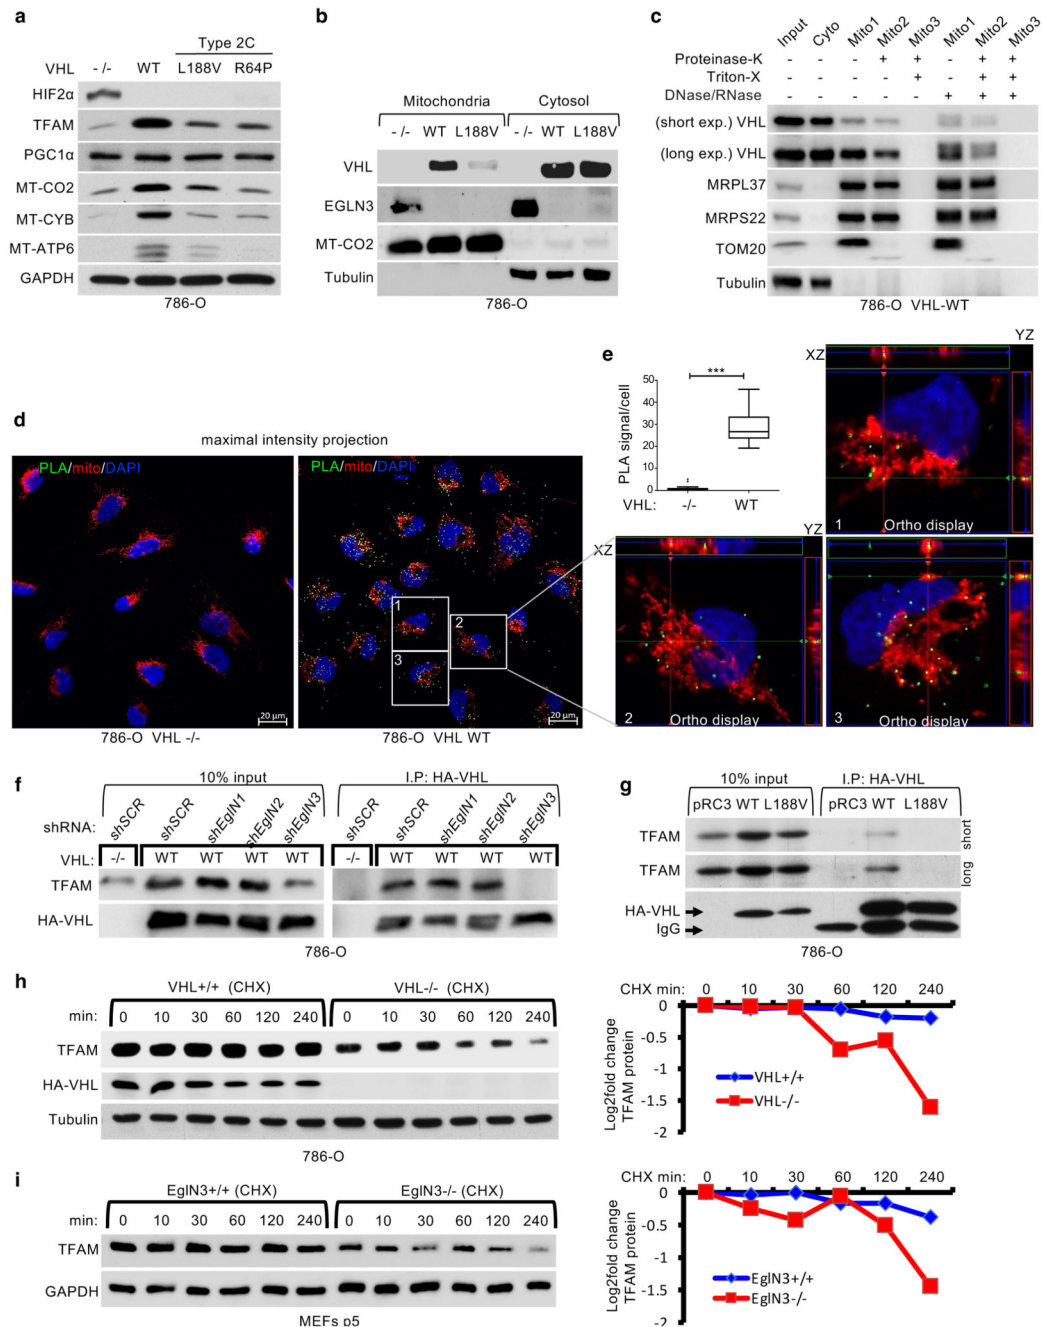 a
Type 2C
VHL - /- WT L188V R64P
HIF2α
TFAM
PGC1α
MT-CO2
MT-CYB
MT-ATP6
GAPDH
786-O
b
Mitochondria Cytosol
- /- WT L188V - /- WT L188V
VHL
EGLN3
MT-CO2
Tubulin
786-O
c
Input Cyto Mito1 Mito2 Mito3 Mito1 Mito2 Mito3
Proteinase-K - - - + + - + +
Triton-X - - - - + - + +
DNase/RNase - - - - - + + +
(short exp.) VHL
(long exp.) VHL
MRPL37
MRPS22
TOM20
Tubulin
786-O VHL-WT
d
maximal intensity projection
PLA/mito/DAPI
20 µm
786-O VHL -/-
PLA/mito/DAPI
1
2
3
20 µm
786-O VHL WT
e
PLA signal/cell
50
40
30
20
10
0
***
VHL: -/- WT
XZ
YZ
1 Ortho display
XZ
YZ
2 Ortho display
3 Ortho display
f
10% input I.P: HA-VHL
shRNA: shSCR shSCR shEglN1 shEglN2 shEglN3 shSCR shSCR shEglN1 shEglN2 shEglN3
VHL: -/- WT WT WT WT -/- WT WT WT WT
TFAM
HA-VHL
786-O
g
10% input I.P: HA-VHL
pRC3 WT L188V pRC3 WT L188V
TFAM short
TFAM long
HA-VHL
IgG
786-O
h
VHL+/+ (CHX) VHL-/- (CHX)
min: 0 10 30 60 120 240 0 10 30 60 120 240
TFAM
HA-VHL
Tubulin
786-O
CHX min: 0 10 30 60 120 240
Log2fold change
TFAM protein
0
-0.5
-1
-1.5
-2
VHL+/+
VHL-/-
i
EglN3+/+ (CHX) EglN3-/- (CHX)
min: 0 10 30 60 120 240 0 10 30 60 120 240
TFAM
GAPDH
MEFs p5
CHX min: 0 10 30 60 120 240
Log2fold change
TFAM protein
0
-0.5
-1
-1.5
-2
EglN3+/+
EglN3-/-